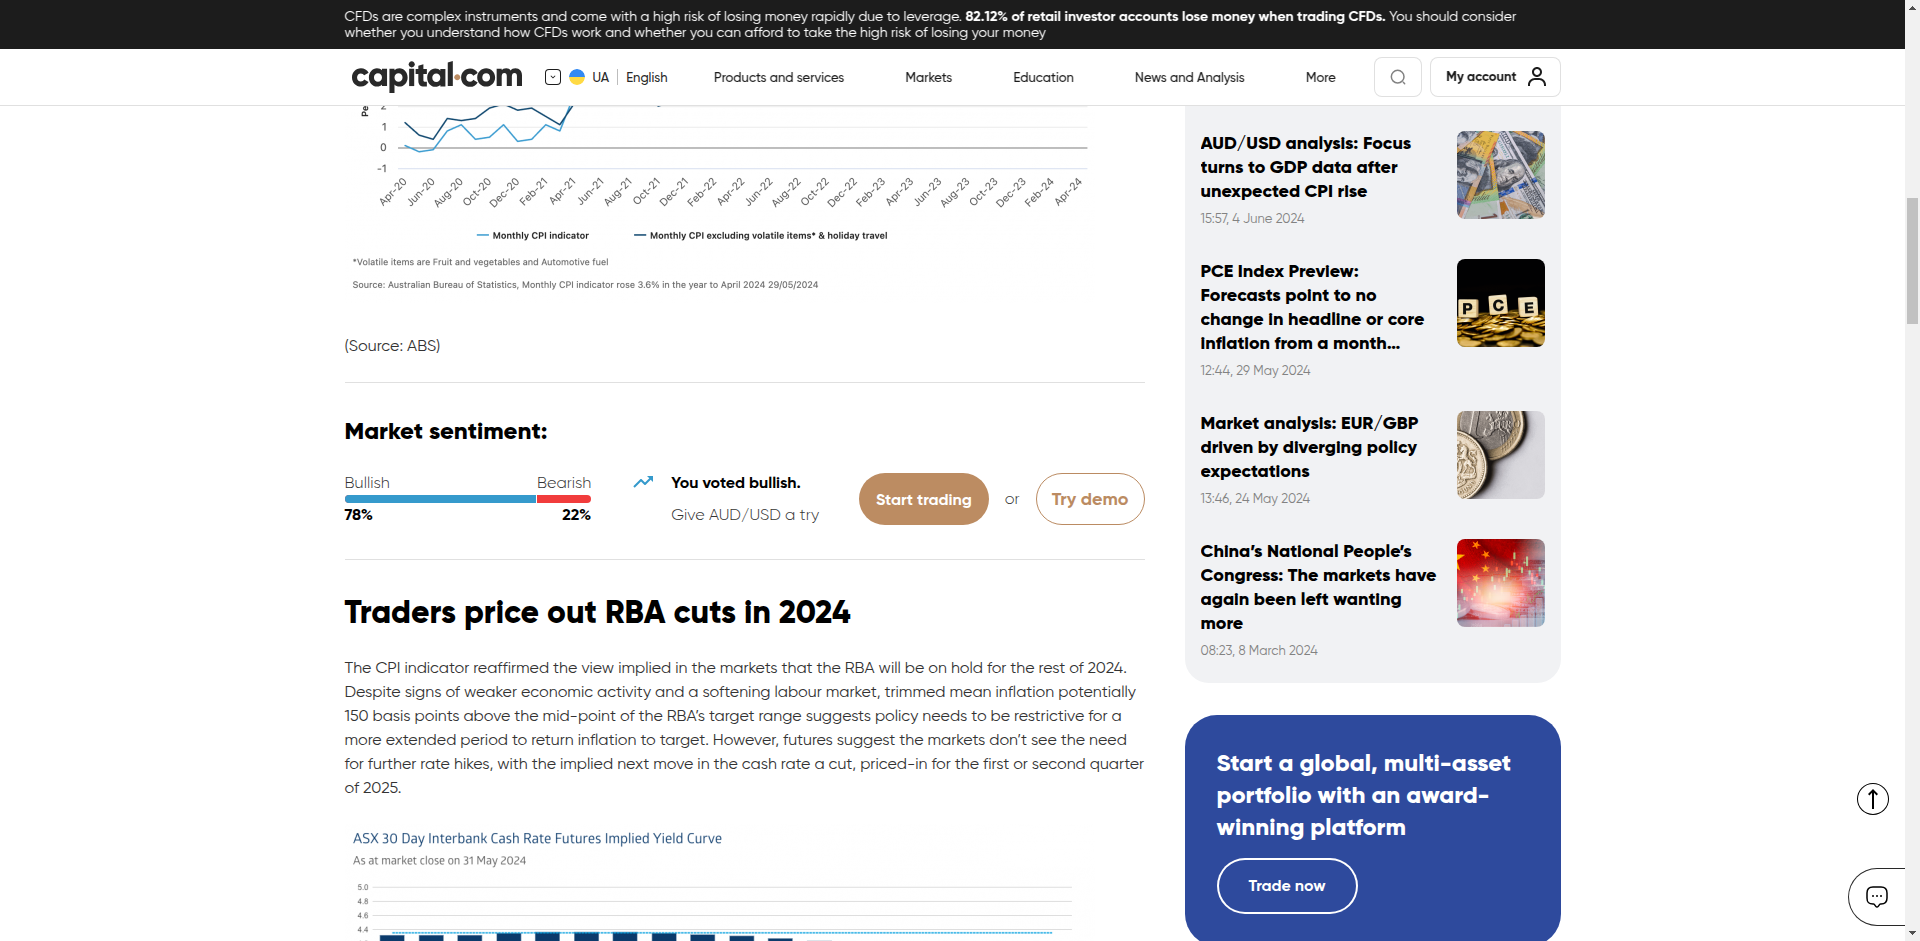 CFDs are complex instruments and come with a high risk of losing money rapidly due to leverage. 82.12% of retail investor accounts lose money when trading CFDs. You should consider
whether you understand how CFDs work and whether you can afford to take the high risk of losing your money
capital.com
UA
English
Products and services
Markets
Education
News and Analysis
More
My account
Pe
2
1
0
-1
Apr-20
Jun-20
Aug-20
Oct-20
Dec-20
Feb-21
Apr-21
Jun-21
Aug-21
Oct-21
Dec-21
Feb-22
Apr-22
Jun-22
Aug-22
Oct-22
Dec-22
Feb-23
Apr-23
Jun-23
Aug-23
Oct-23
Dec-23
Feb-24
Apr-24
Monthly CPI indicator
Monthly CPI excluding volatile items* & holiday travel
*Volatile items are Fruit and vegetables and Automotive fuel
Source: Australian Bureau of Statistics, Monthly CPI indicator rose 3.6% in the year to April 2024 29/05/2024
(Source: ABS)
Market sentiment:
Bullish
Bearish
78%
22%
You voted bullish.
Give AUD/USD a try
Start trading
or
Try demo
Traders price out RBA cuts in 2024
The CPI indicator reaffirmed the view implied in the markets that the RBA will be on hold for the rest of 2024.
Despite signs of weaker economic activity and a softening labour market, trimmed mean inflation potentially
150 basis points above the mid-point of the RBA's target range suggests policy needs to be restrictive for a
more extended period to return inflation to target. However, futures suggest the markets don't see the need
for further rate hikes, with the implied next move in the cash rate a cut, priced-in for the first or second quarter
of 2025.
ASX 30 Day Interbank Cash Rate Futures Implied Yield Curve
As at market close on 31 May 2024
5.0
4.8
4.6
4.4
AUD/USD analysis: Focus
turns to GDP data after
unexpected CPI rise
15:57, 4 June 2024
PCE Index Preview:
Forecasts point to no
change in headline or core
inflation from a month...
12:44, 29 May 2024
P C E
Market analysis: EUR/GBP
driven by diverging policy
expectations
13:46, 24 May 2024
China's National People's
Congress: The markets have
again been left wanting
more
08:23, 8 March 2024
Start a global, multi-asset
portfolio with an award-
winning platform
Trade now